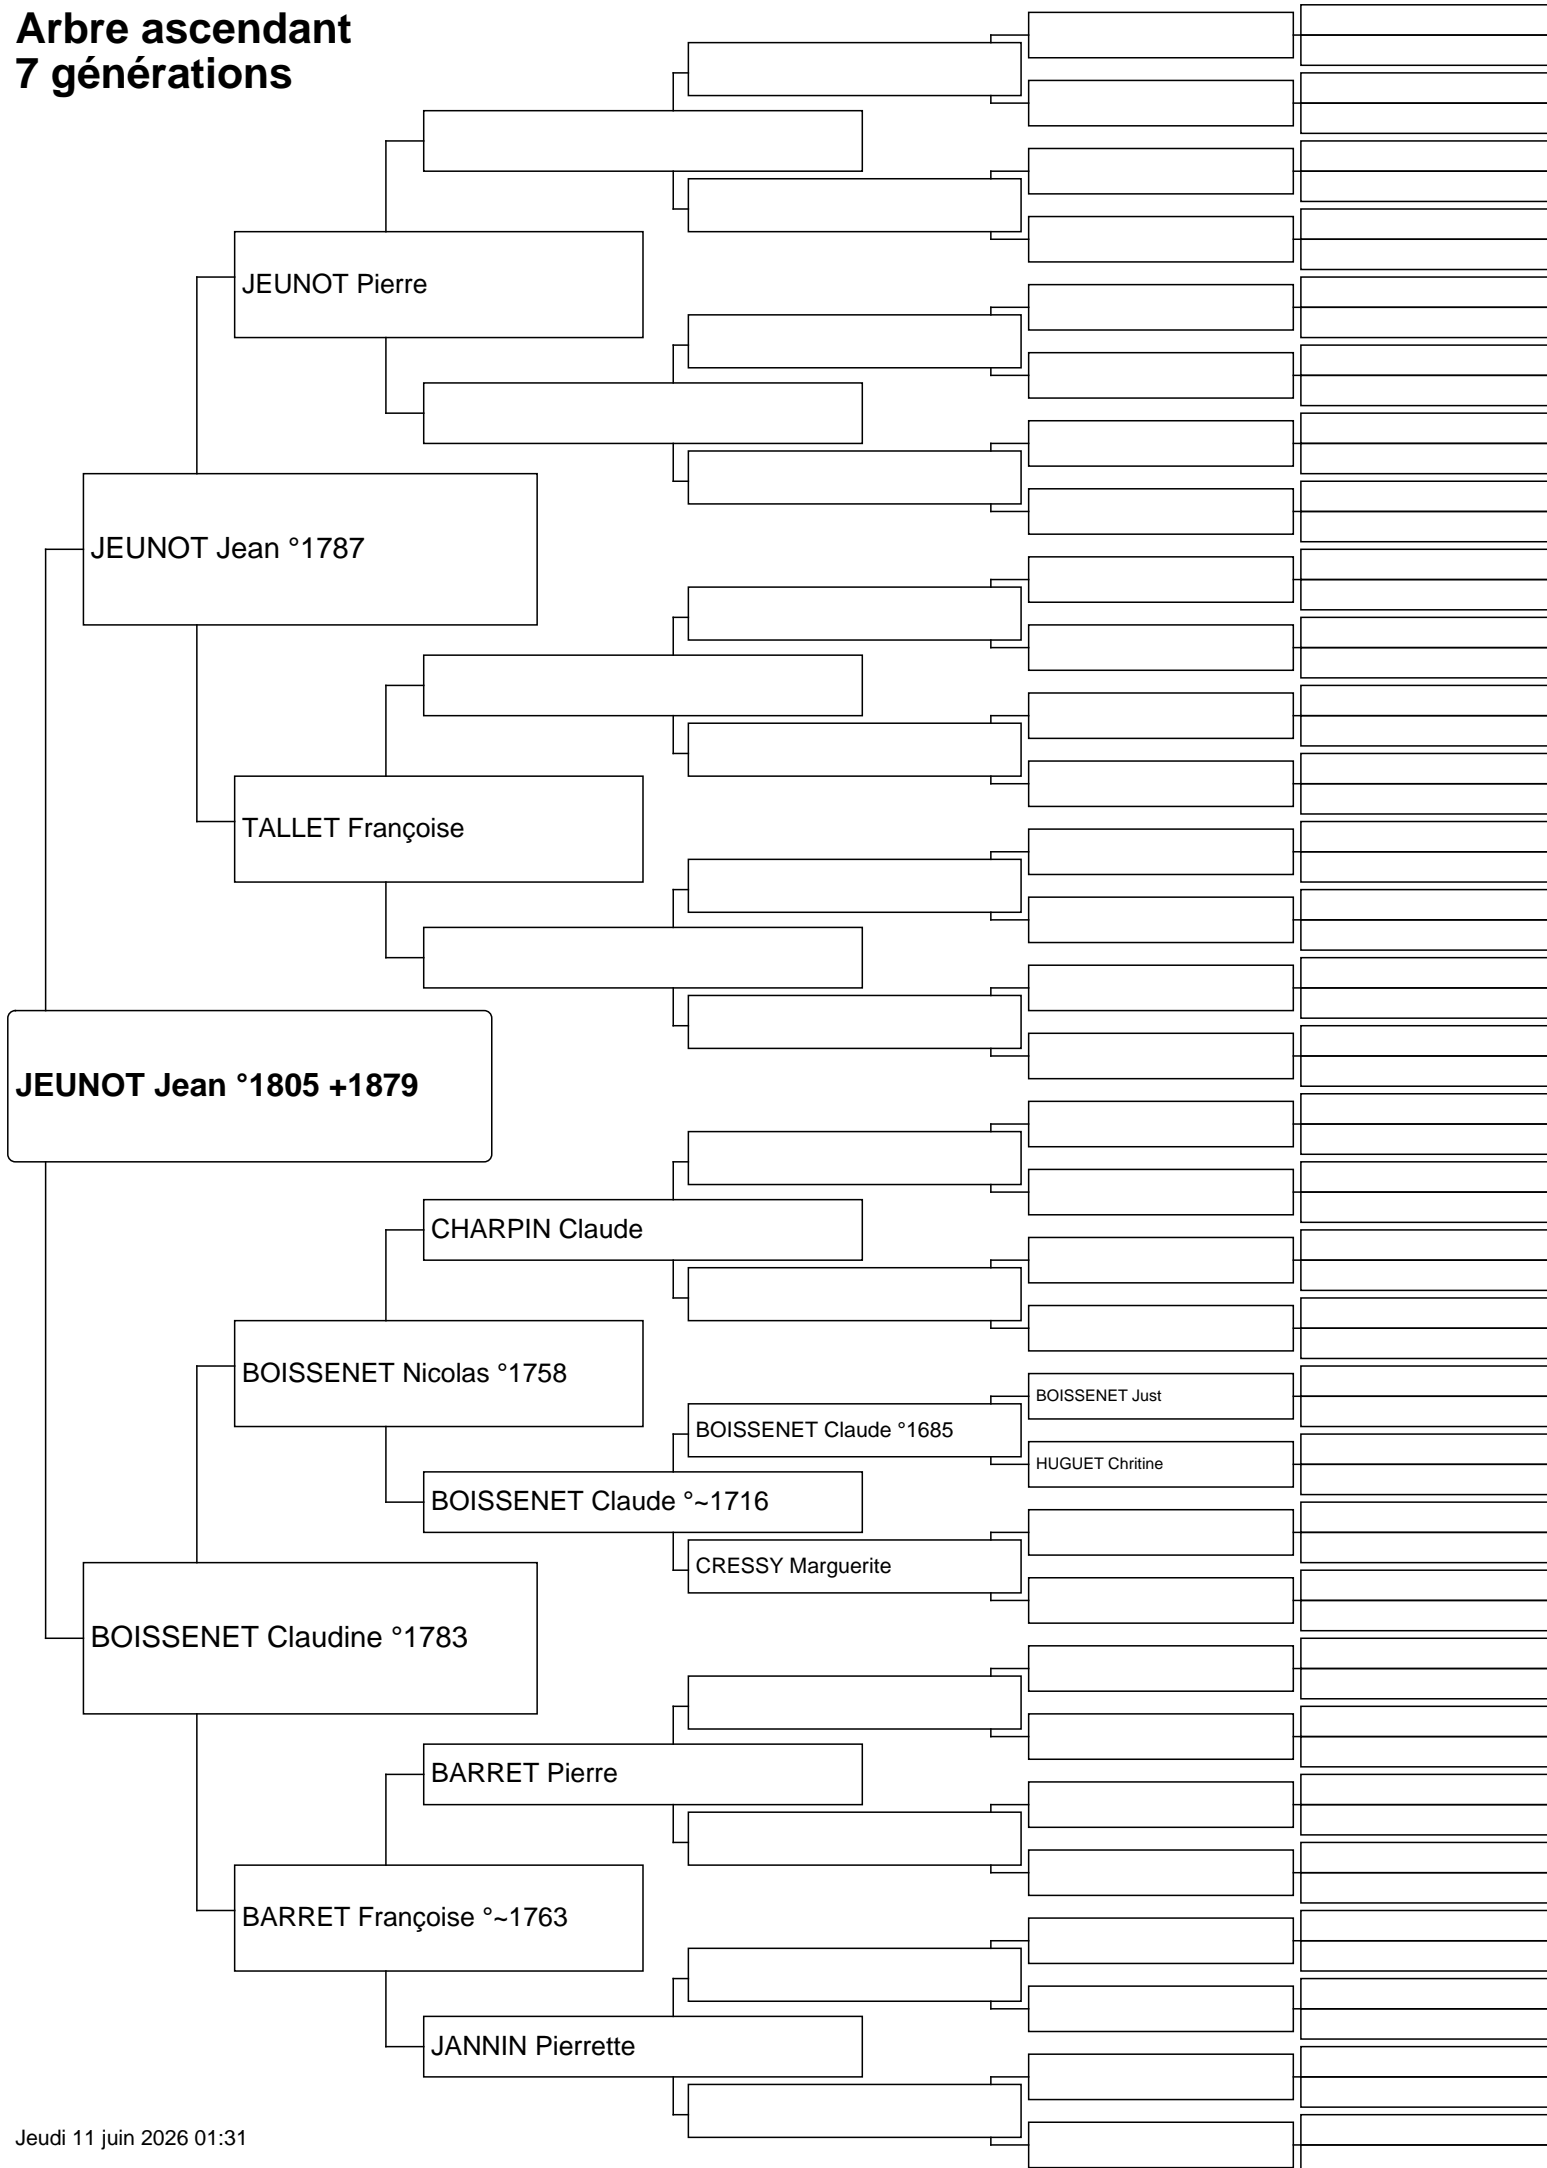 Arbre ascendant
7 générations
JEUNOT Pierre
JEUNOT Jean °1787
TALLET Françoise
JEUNOT Jean °1805 +1879
CHARPIN Claude
BOISSENET Nicolas °1758
BOISSENET Just
BOISSENET Claude °1685
HUGUET Chritine
BOISSENET Claude °~1716
CRESSY Marguerite
BOISSENET Claudine °1783
BARRET Pierre
BARRET Françoise °~1763
JANNIN Pierrette
Jeudi 11 juin 2026 01:31